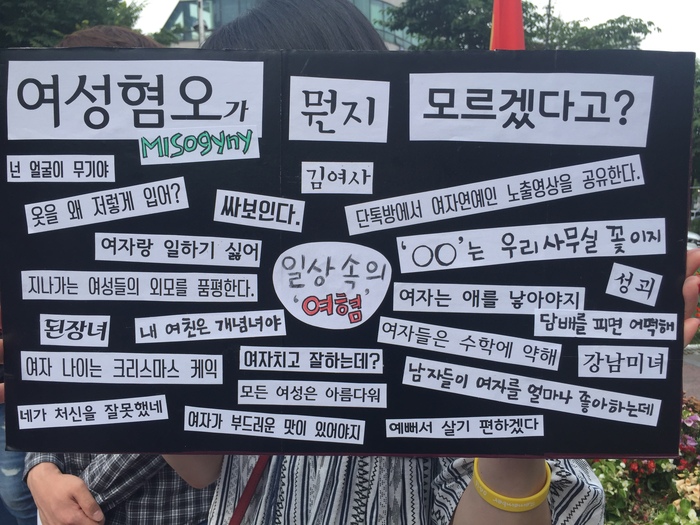 여성혐오가 뭔지 모르겠다고?
Misogyny
넌 얼굴이 무기야
김여사
옷을 왜 저렇게 입어?
싸보인다.
단톡방에서 여자연예인 노출영상을 공유한다.
여자랑 일하기 싫어
일상 속의
'여혐'
'○○'는 우리사무실 꽃이지
지나가는 여성들의 외모를 품평한다.
여자는 애를 낳아야지
성괴
된장녀
내 여친은 개념녀야
담배를 피면 어떡해
여자들은 수학에 약해
강남미녀
여자 나이는 크리스마스 케익
여자치고 잘하는데?
모든 여성은 아름다워
남자들이 여자를 얼마나 좋아하는데
네가 처신을 잘못했네
여자가 부드러운 맛이 있어야지
예뻐서 살기 편하겠다